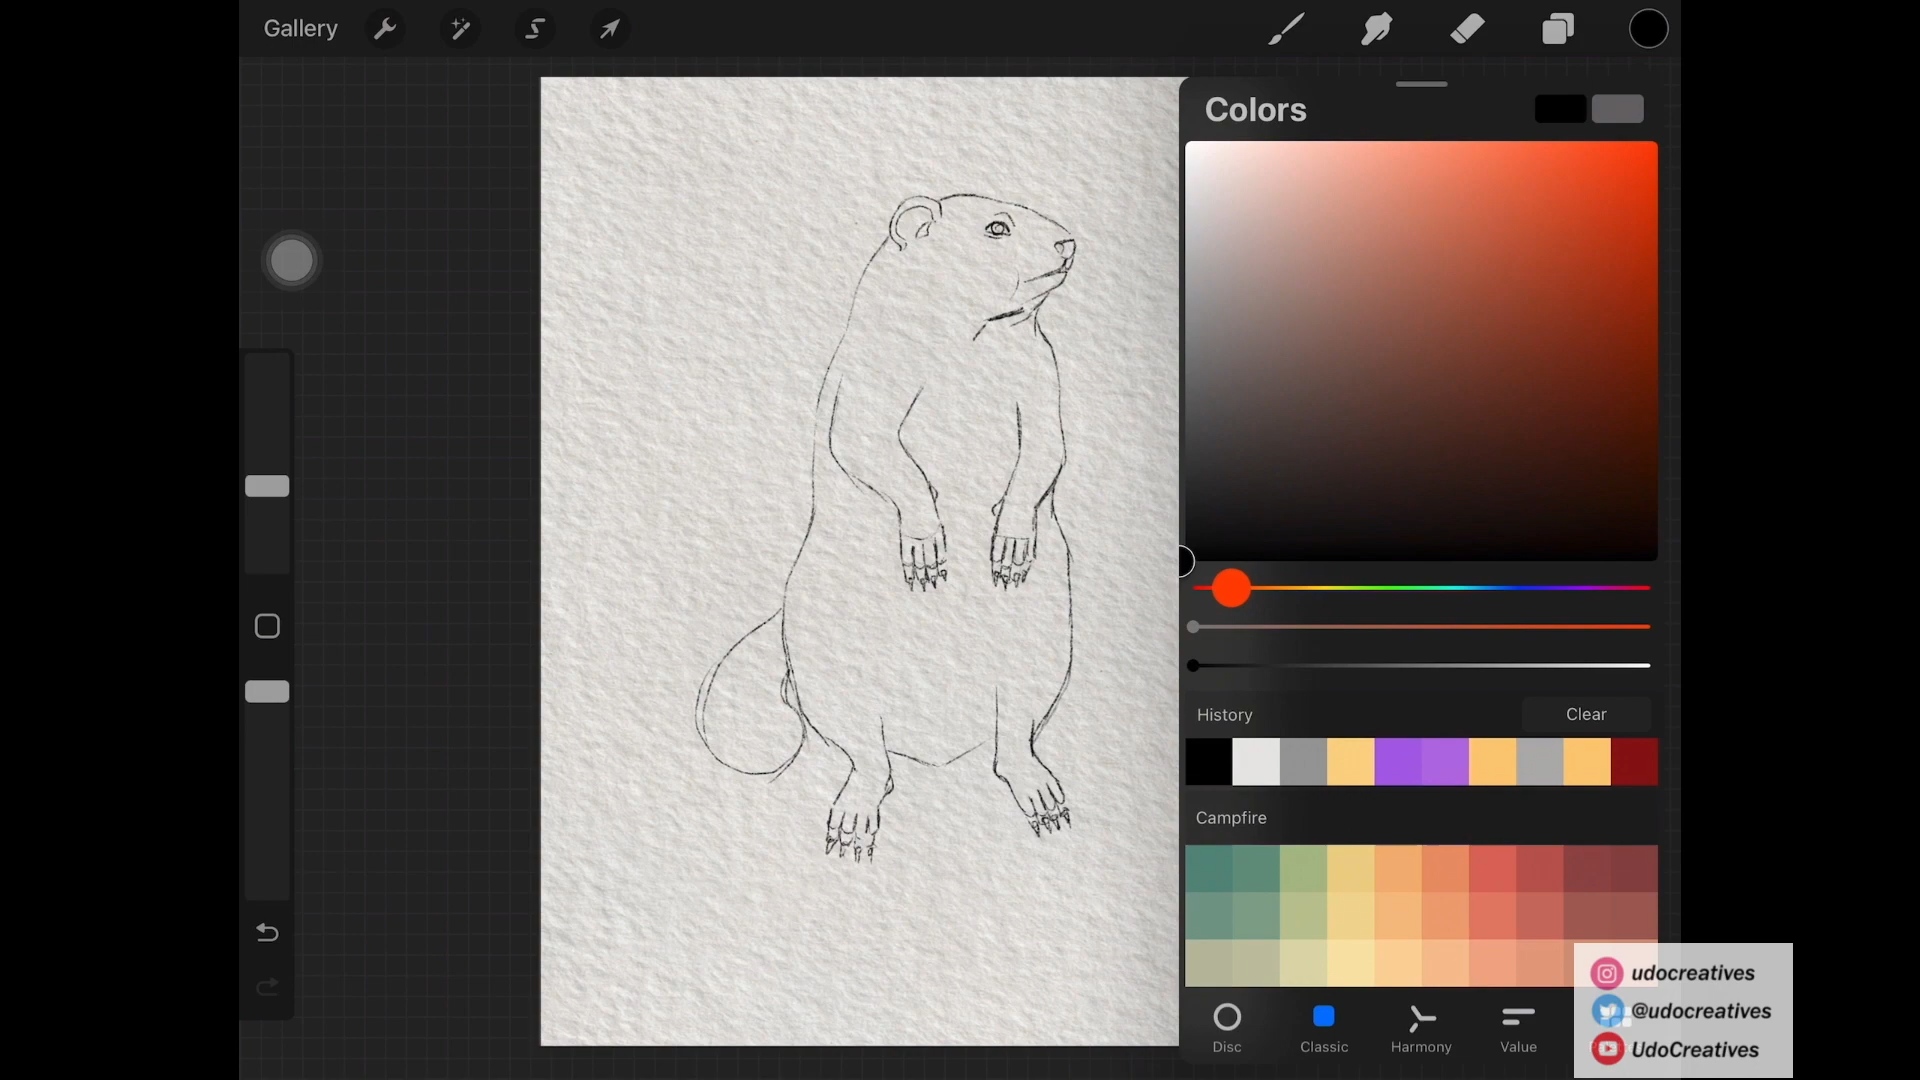 Gallery
Colors
History
Clear
Campfire
Disc
Classic
Harmony
Value
udocreatives
@udocreatives
UdoCreatives